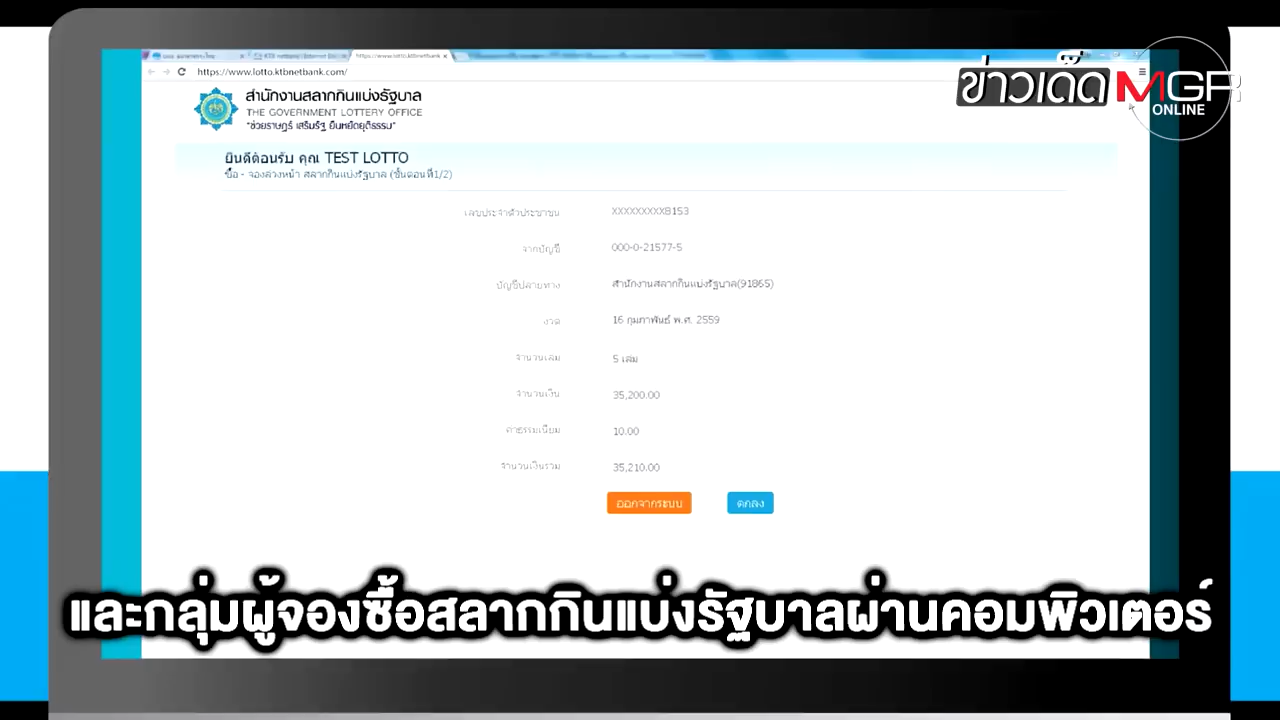 https://www.lotto.ktbnetbank.com/
ข่าวเด็ด MGR ONLINE
สำนักงานสลากกินแบ่งรัฐบาล
THE GOVERNMENT LOTTERY OFFICE
"ช่วยราษฎร์ เสริมรัฐ ยืนหยัดยุติธรรม"
ยินดีต้อนรับ คุณ TEST LOTTO
ซื้อ - จองล่วงหน้า สลากกินแบ่งรัฐบาล (ขั้นตอนที่1/2)
เลขประจำตัวประชาชน XXXXXXXXXB153
จากบัญชี 000-0-21577-5
บัญชีปลายทาง สำนักงานสลากกินแบ่งรัฐบาล(91865)
งวด 16 กุมภาพันธ์ พ.ศ. 2559
จำนวนเล่ม 5 เล่ม
จำนวนเงิน 35,200.00
ค่าธรรมเนียม 10.00
จำนวนเงินรวม 35,210.00
ออกจากระบบ ตกลง
และกลุ่มผู้จองซื้อสลากกินแบ่งรัฐบาลผ่านคอมพิวเตอร์